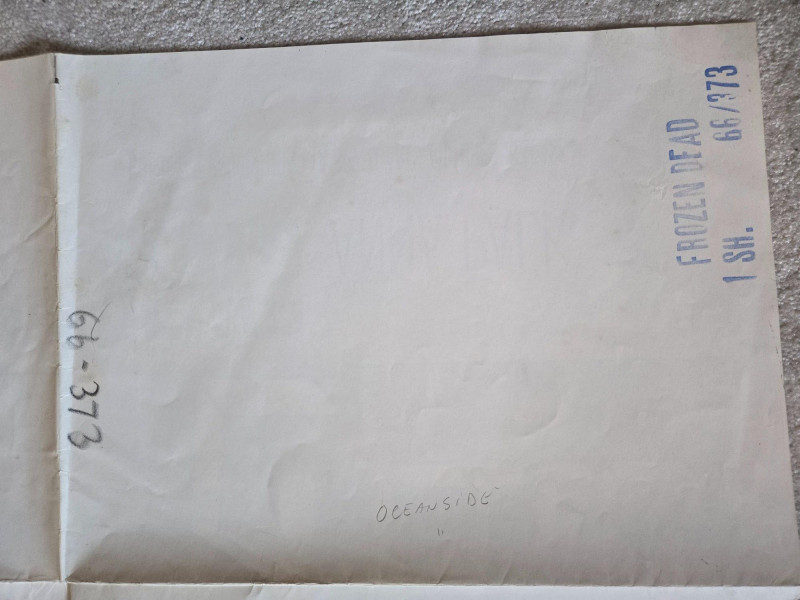 FROZEN DEAD
1 SH. 66/373
66-373
OCEANSIDE
"